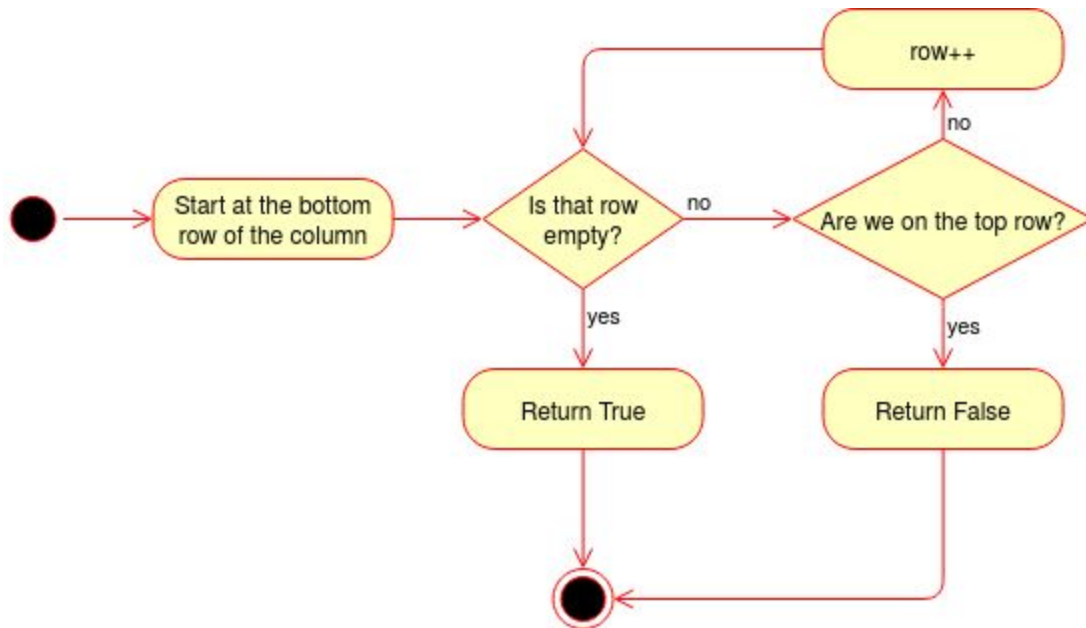 row++
no
Start at the bottom
row of the column
Is that row
empty?
no
Are we on the top row?
yes
yes
Return True
Return False